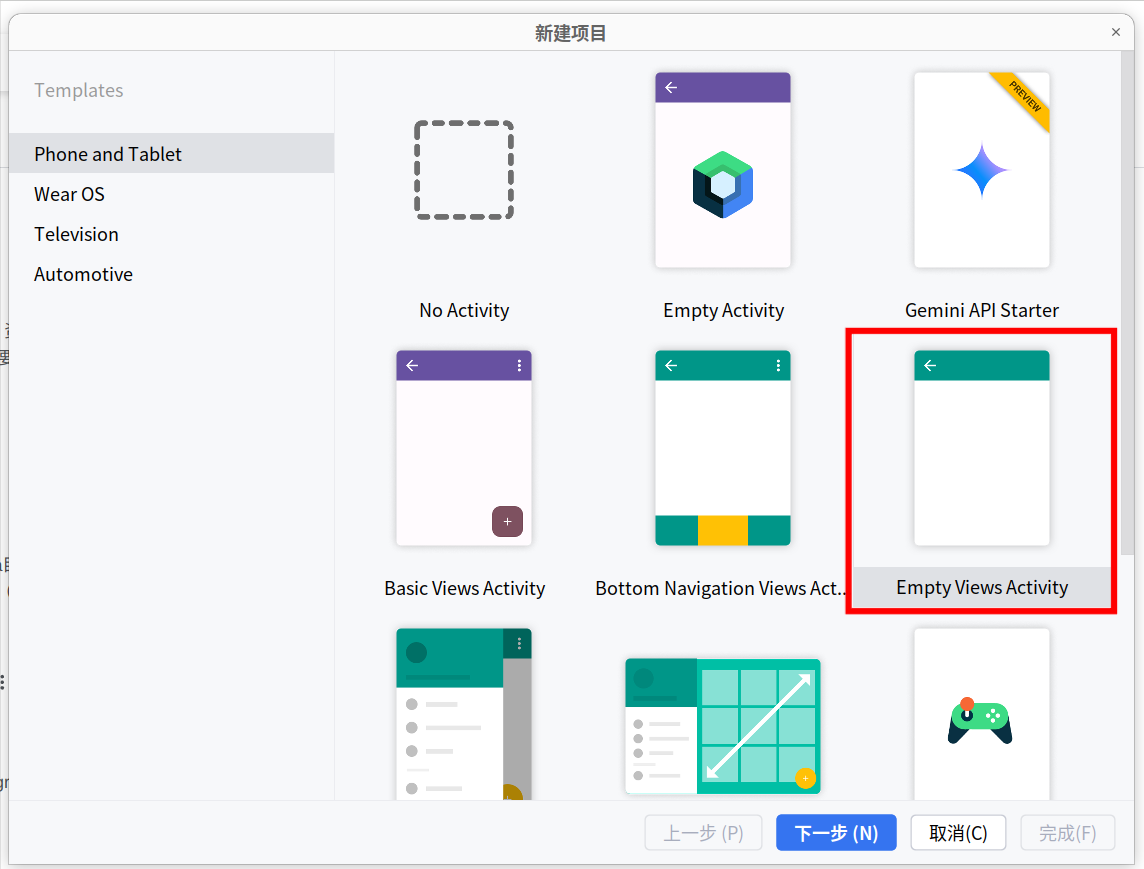 新建项目
Templates
Phone and Tablet
Wear OS
Television
Automotive
PREVIEW
No Activity
Empty Activity
Gemini API Starter
Basic Views Activity
Bottom Navigation Views Act..
Empty Views Activity
要
上一步 (P)
下一步 (N)
取消(C)
完成(F)